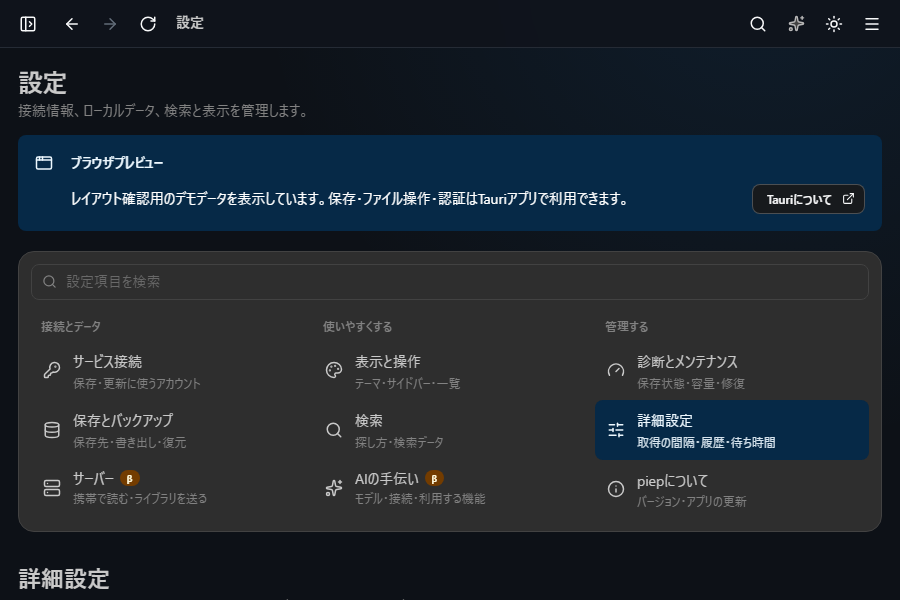 設定
設定
接続情報、ローカルデータ、検索と表示を管理します。
ブラウザプレビュー
レイアウト確認用のデモデータを表示しています。保存・ファイル操作・認証はTauriアプリで利用できます。
Tauriについて
設定項目を検索
接続とデータ
サービス接続
保存・更新に使うアカウント
保存とバックアップ
保存先・書き出し・復元
サーバー β
携帯で読む・ライブラリを送る
使いやすくする
表示と操作
テーマ・サイドバー・一覧
検索
探し方・検索データ
AIの手伝い β
モデル・接続・利用する機能
管理する
診断とメンテナンス
保存状態・容量・修復
詳細設定
取得の間隔・履歴・待ち時間
piepについて
バージョン・アプリの更新
詳細設定